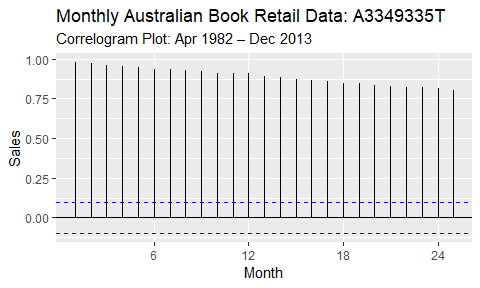 Monthly Australian Book Retail Data: A3349335T
Correlogram Plot: Apr 1982 – Dec 2013
1.00
0.75
0.50
0.25
0.00
Sales
6 12 18 24
Month